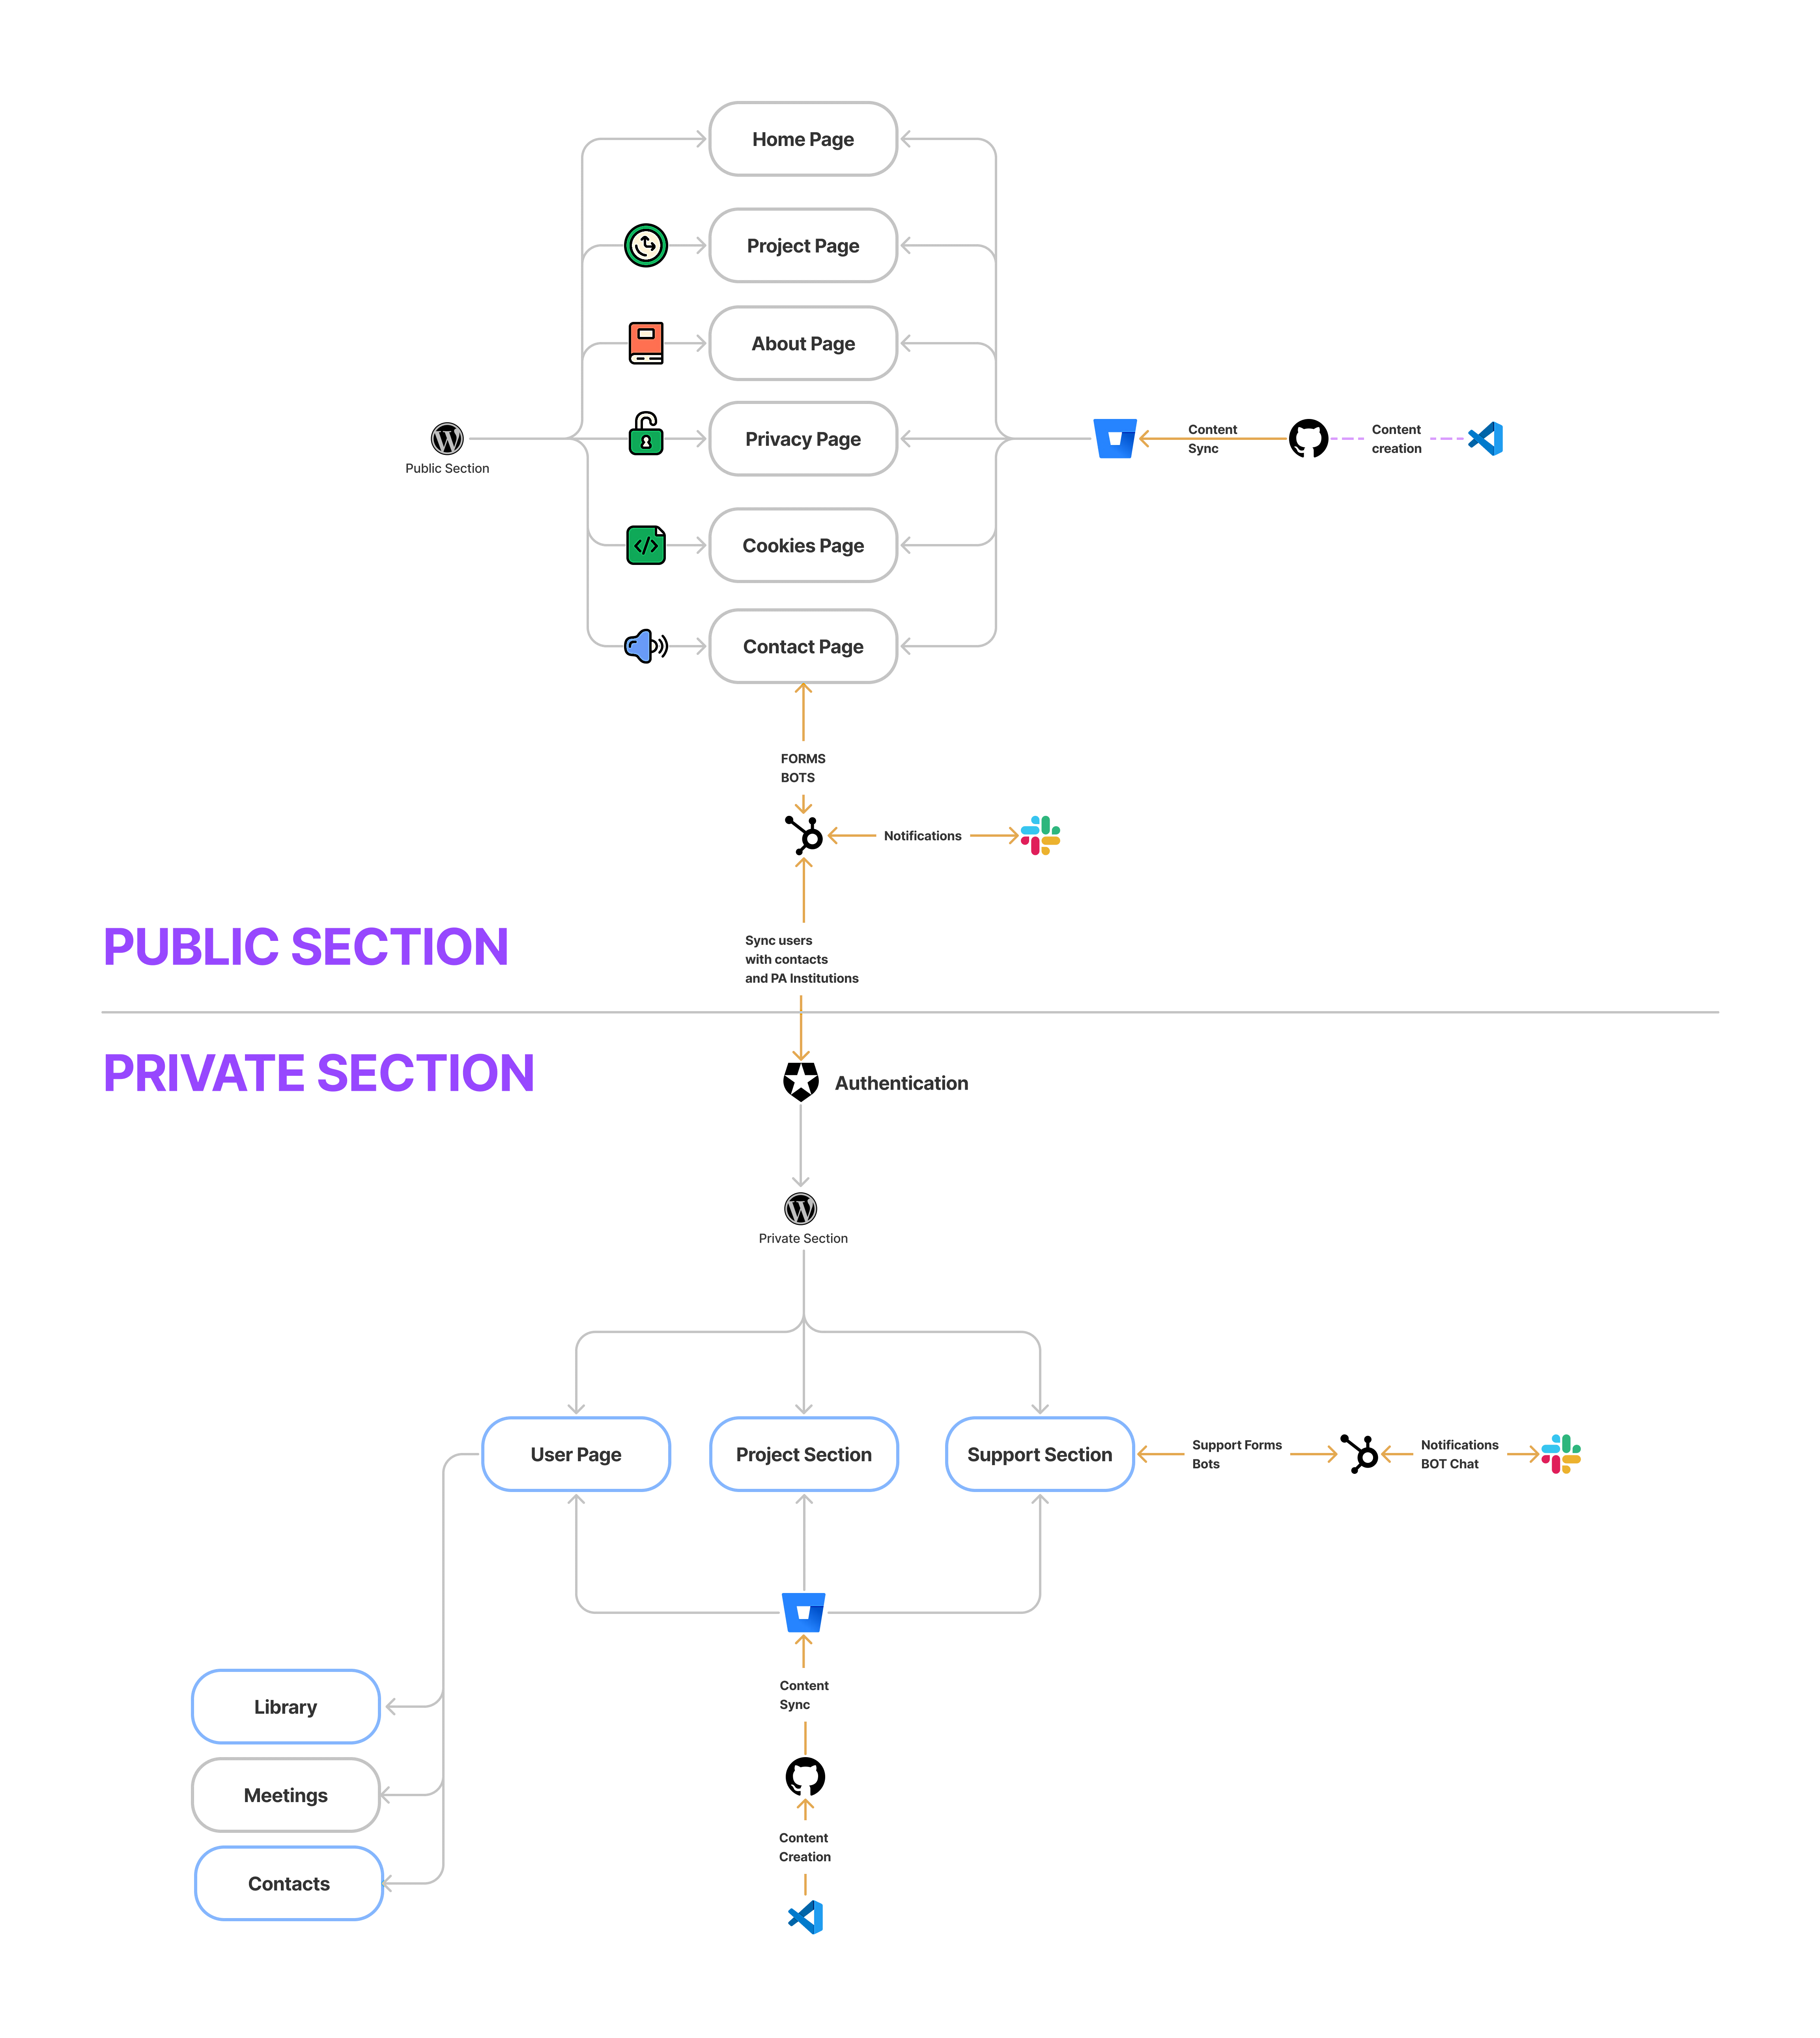 Home Page
Project Page
About Page
Privacy Page
Public Section
Content
Sync
Content
creation
Cookies Page
Contact Page
FORMS
BOTS
Notifications
Sync users
with contacts
and PA Institutions
PUBLIC SECTION
PRIVATE SECTION
Authentication
Private Section
User Page
Project Section
Support Section
Support Forms
Bots
Notifications
BOT Chat
Content
Sync
Library
Meetings
Content
Creation
Contacts